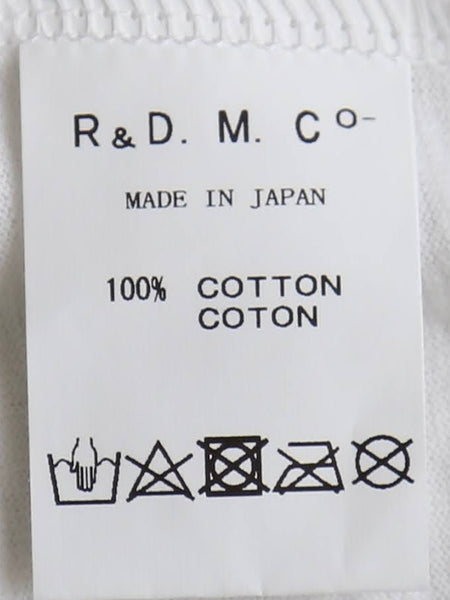 R & D. M. Co-
MADE IN JAPAN
100% COTTON
COTON